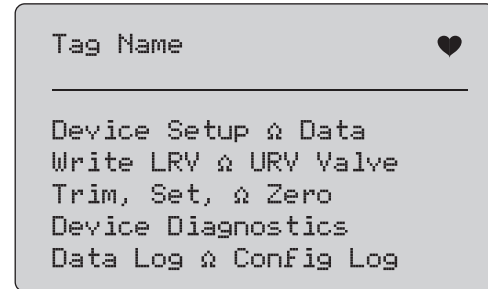 Tag Name ♥
Device Setup Ω Data
Write LRV Ω URV Valve
Trim, Set, Ω Zero
Device Diagnostics
Data Log Ω Config Log